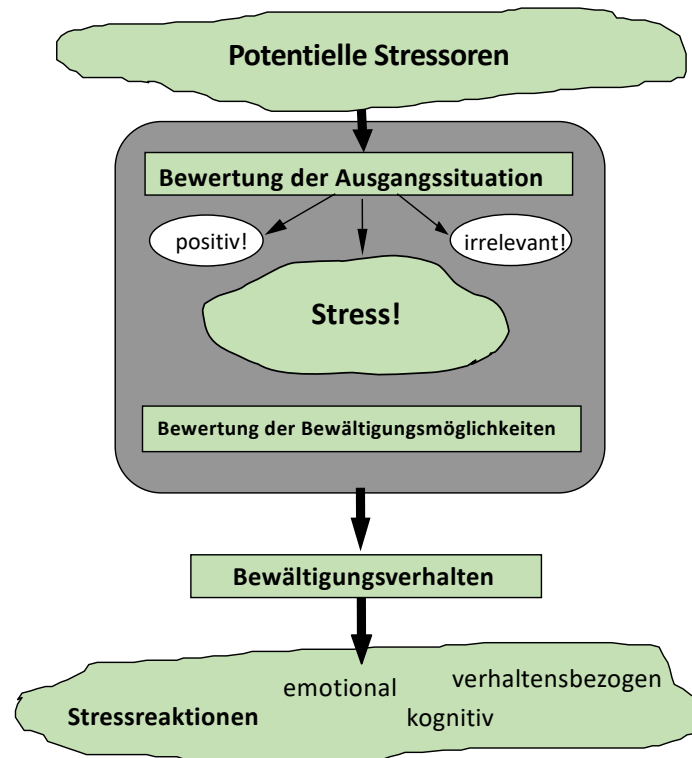 Potentielle Stressoren
Bewertung der Ausgangssituation
positiv!
irrelevant!
Stress!
Bewertung der Bewältigungsmöglichkeiten
Bewältigungsverhalten
emotional
verhaltensbezogen
Stressreaktionen
kognitiv